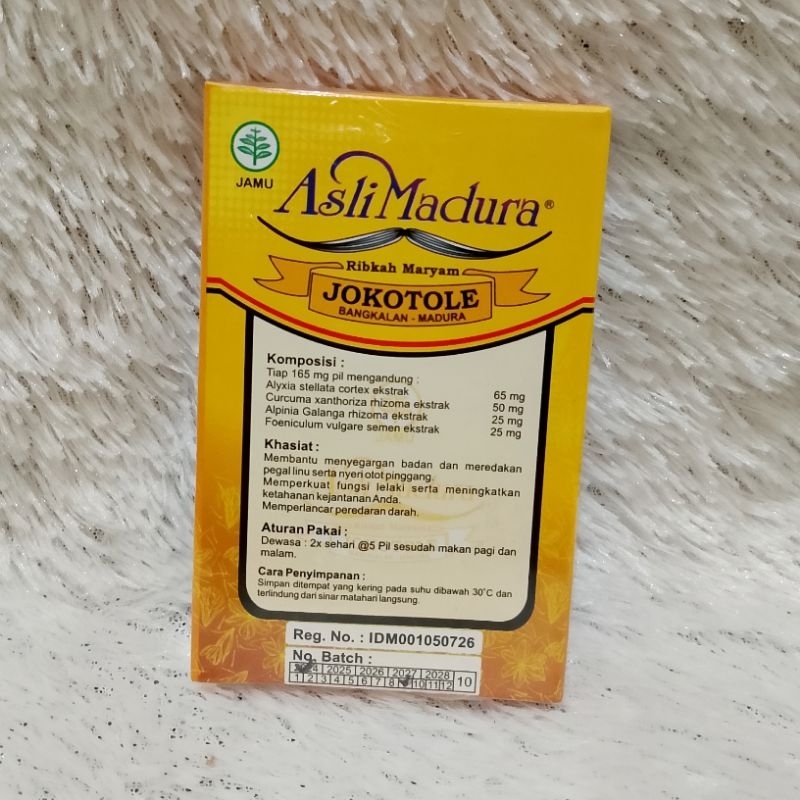 JAMU
Asli Madura®
Ribkah Maryam
JOKOTOLE
BANGKALAN - MADURA
Komposisi :
Tiap 165 mg pil mengandung :
Alyxia stellata cortex ekstrak 65 mg
Curcuma xanthoriza rhizoma ekstrak 50 mg
Alpinia Galanga rhizoma ekstrak 25 mg
Foeniculum vulgare semen ekstrak 25 mg
Khasiat :
Membantu menyegargan badan dan meredakan
pegal linu serta nyeri otot pinggang.
Memperkuat fungsi lelaki serta meningkatkan
ketahanan kejantanan Anda.
Memperlancar peredaran darah.
Aturan Pakai :
Dewasa : 2x sehari @5 Pil sesudah makan pagi dan
malam.
Cara Penyimpanan :
Simpan ditempat yang kering pada suhu dibawah 30°C dan
terlindung dari sinar matahari langsung.
Reg. No. : IDM001050726
No. Batch :
2025 2026 2027 2028
1 2 3 4 5 6 7 8 10 11 12 10